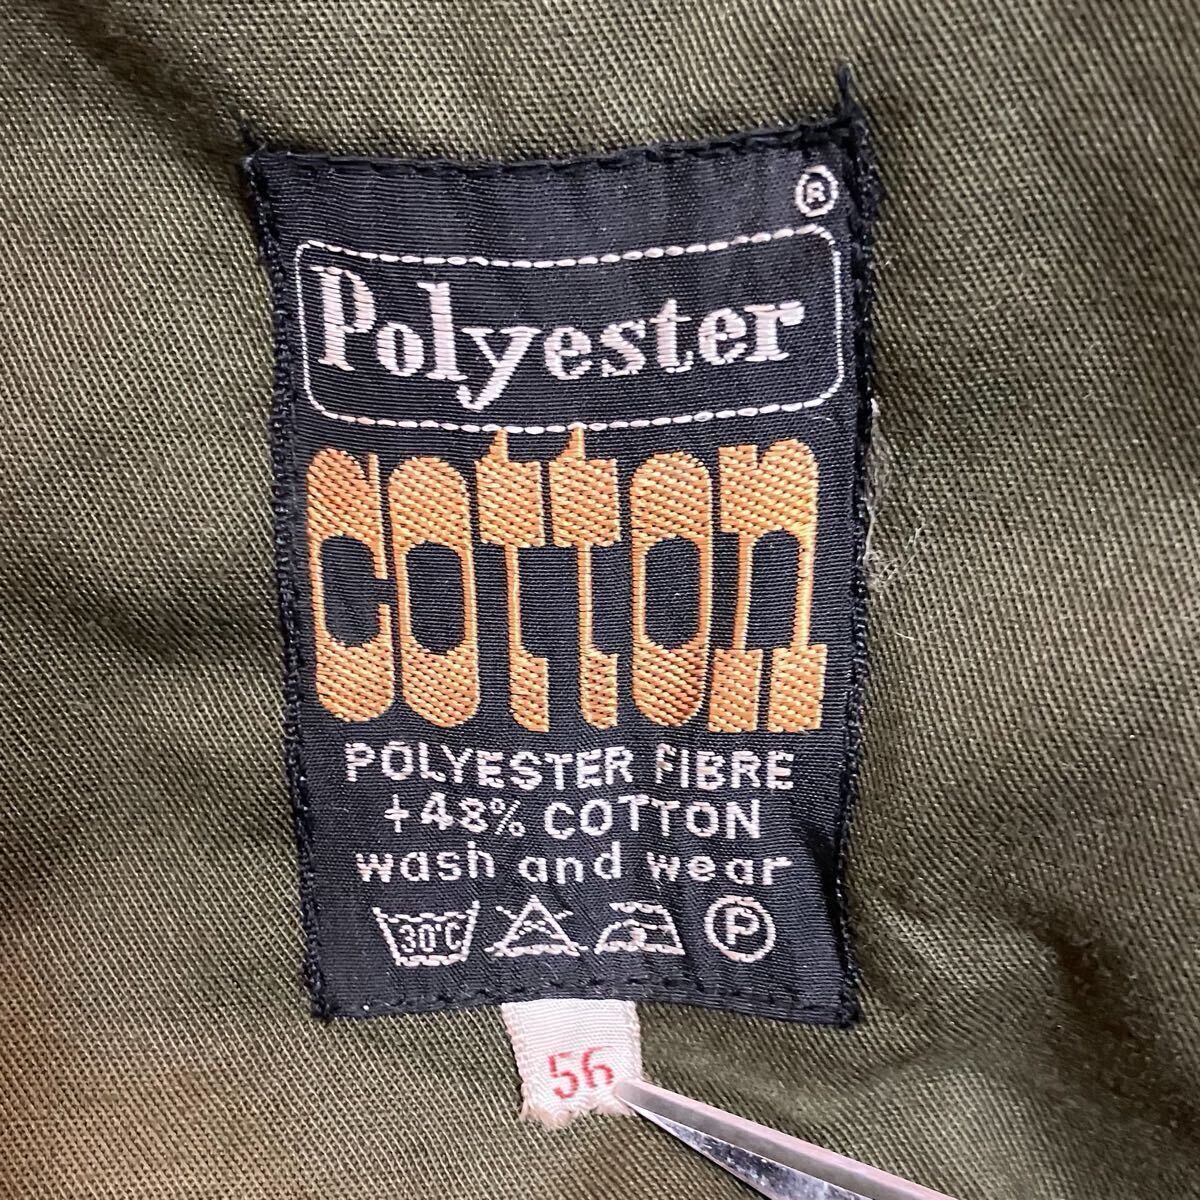 ®
Polyester
cotton
POLYESTER FIBRE
+48% COTTON
wash and wear
30°C P
56